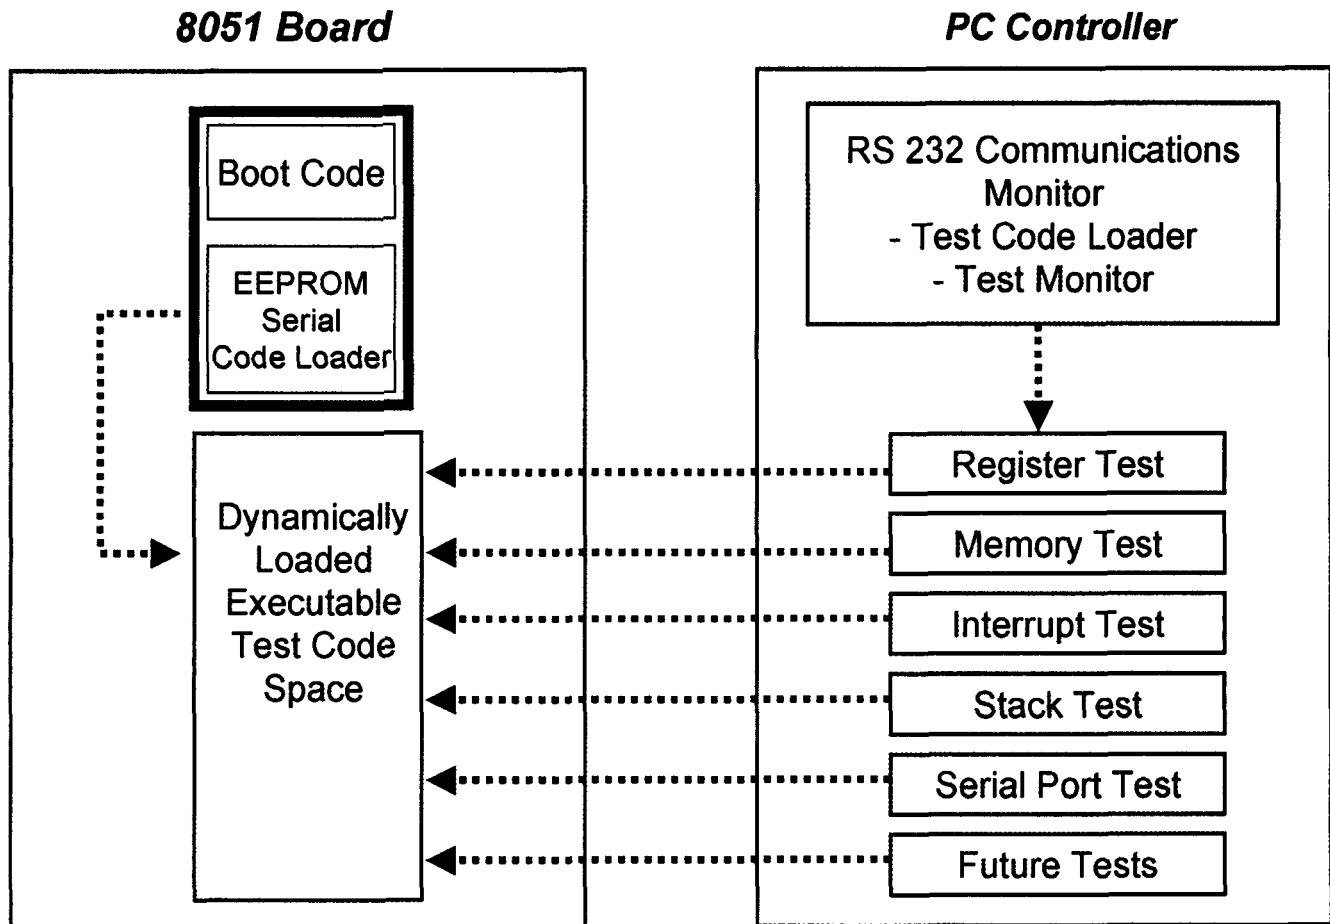 8051 Board
PC Controller
Boot Code
EEPROM
Serial
Code Loader
Dynamically
Loaded
Executable
Test Code
Space
RS 232 Communications
Monitor
- Test Code Loader
- Test Monitor
Register Test
Memory Test
Interrupt Test
Stack Test
Serial Port Test
Future Tests